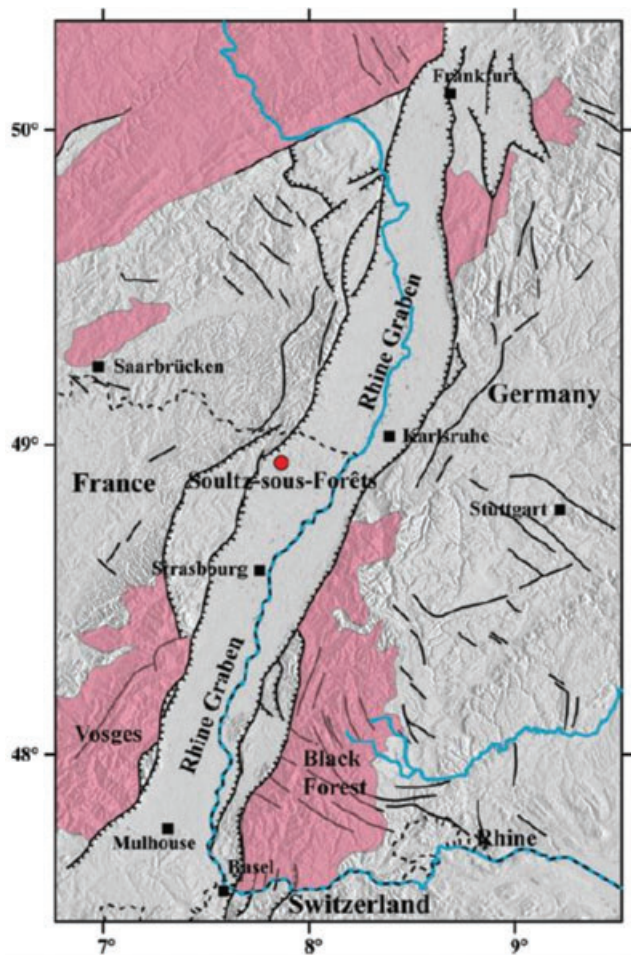 Frankfurt
50°
Rhine Graben
Saarbrücken
Germany
49°
Karlsruhe
France
Soultz-sous-Forêts
Stuttgart
Strasbourg
Rhine Graben
Vosges
48°
Black
Forest
Mulhouse
Rhine
Basel
Switzerland
7°
8°
9°